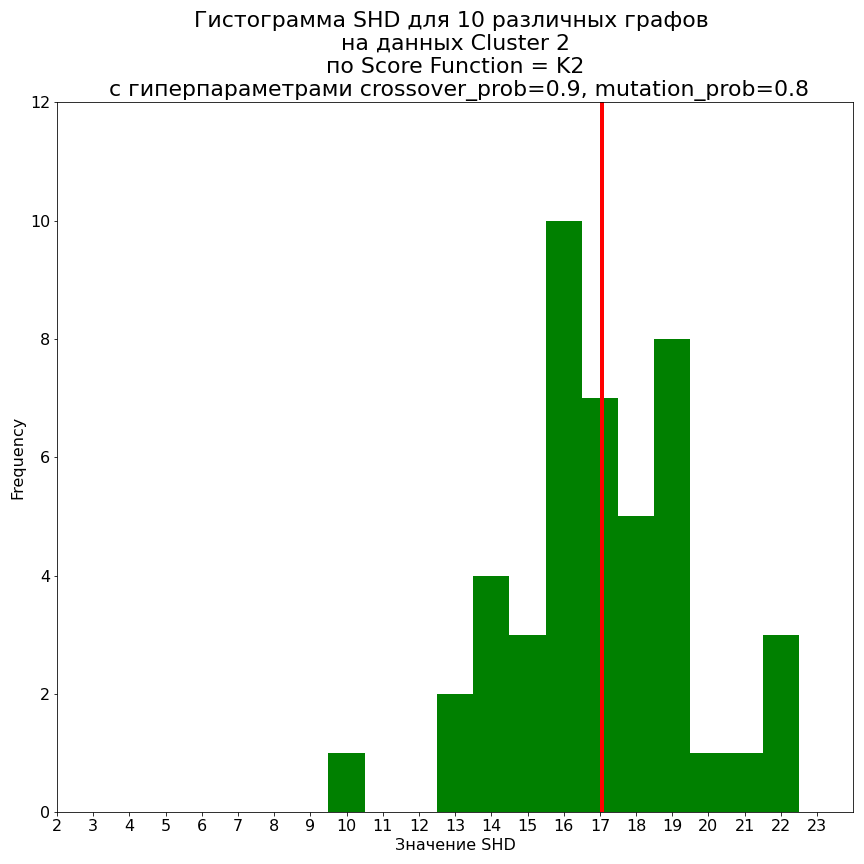 Гистограмма SHD для 10 различных графов
на данных Cluster 2
по Score Function = K2
с гиперпараметрами crossover_prob=0.9, mutation_prob=0.8
12
10
8
6
4
2
0
Frequency
2 3 4 5 6 7 8 9 10 11 12 13 14 15 16 17 18 19 20 21 22 23
Значение SHD